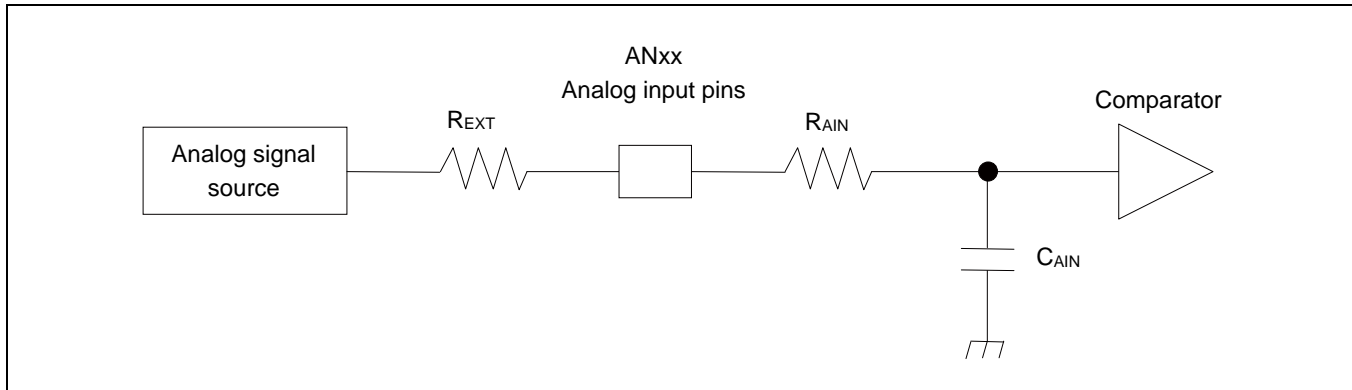 ANxx
Analog input pins
Comparator
REXT
RAIN
Analog signal
source
CAIN